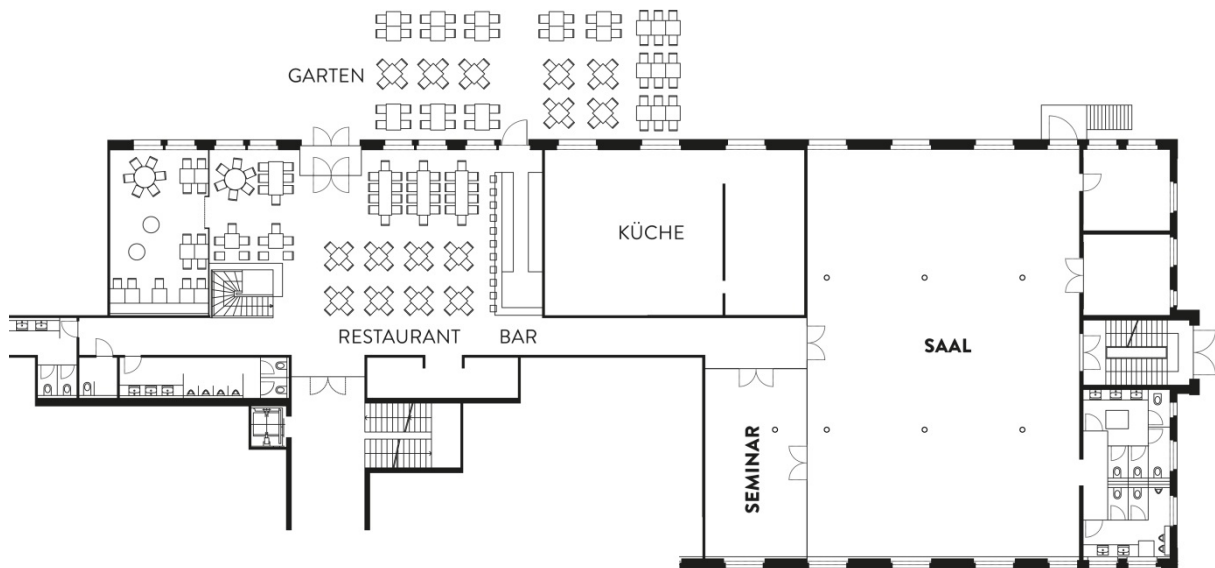 GARTEN
KÜCHE
RESTAURANT
BAR
SAAL
SEMINAR